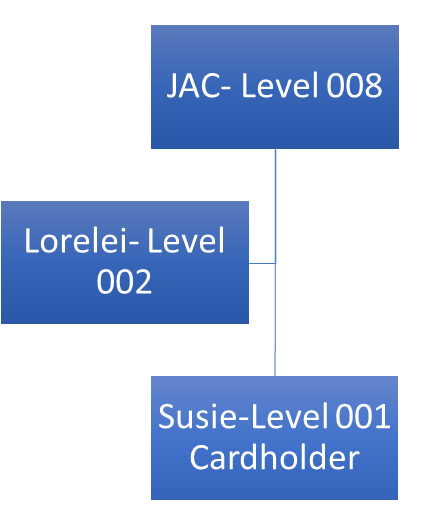 JAC- Level 008
Lorelei- Level
002
Susie-Level 001
Cardholder